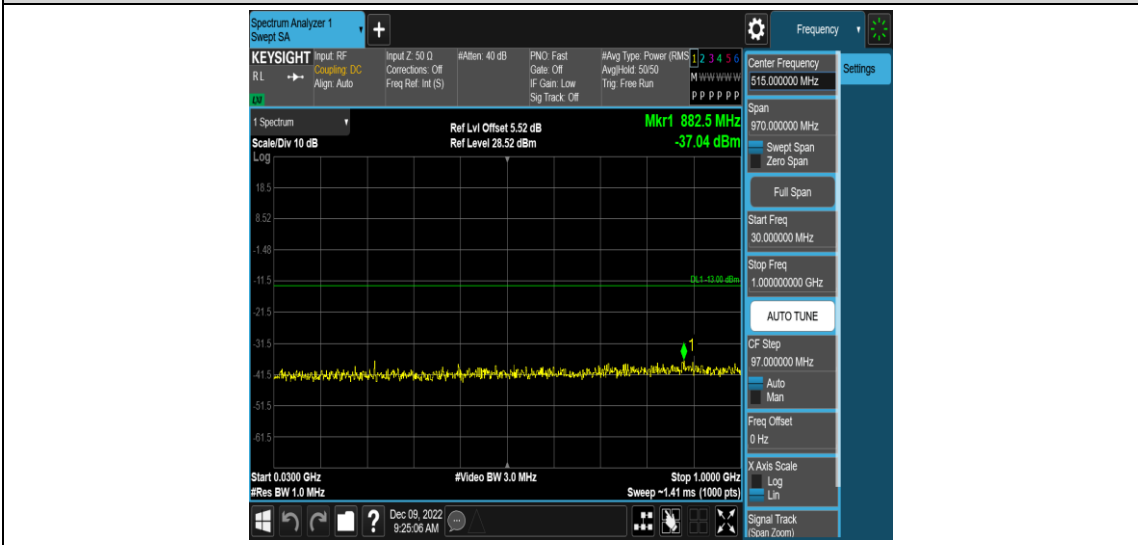 Spectrum Analyzer 1
Swept SA
Frequency
KEYSIGHT
R L
LXI
Input: RF
Coupling: DC
Align: Auto
Input Z: 50 Ω
Corrections: Off
Freq Ref: Int (S)
#Atten: 40 dB
PNO: Fast
Gate: Off
IF Gain: Low
Sig Track: Off
#Avg Type: Power (RMS
Avg|Hold: 50/50
Trig: Free Run
1 2 3 4 5 6
M W W W W W
P P P P P P
1 Spectrum
Scale/Div 10 dB
Ref Lvl Offset 5.52 dB
Ref Level 28.52 dBm
Mkr1 882.5 MHz
-37.04 dBm
Log
18.5
8.52
-1.48
-11.5
DL1 -13.00 dBm
-21.5
-31.5
1
-41.5
-51.5
-61.5
Start 0.0300 GHz
#Res BW 1.0 MHz
#Video BW 3.0 MHz
Stop 1.0000 GHz
Sweep ~1.41 ms (1000 pts)
Dec 09, 2022
9:25:06 AM
Center Frequency
515.000000 MHz
Settings
Span
970.000000 MHz
Swept Span
Zero Span
Full Span
Start Freq
30.000000 MHz
Stop Freq
1.000000000 GHz
AUTO TUNE
CF Step
97.000000 MHz
Auto
Man
Freq Offset
0 Hz
X Axis Scale
Log
Lin
Signal Track
(Span Zoom)